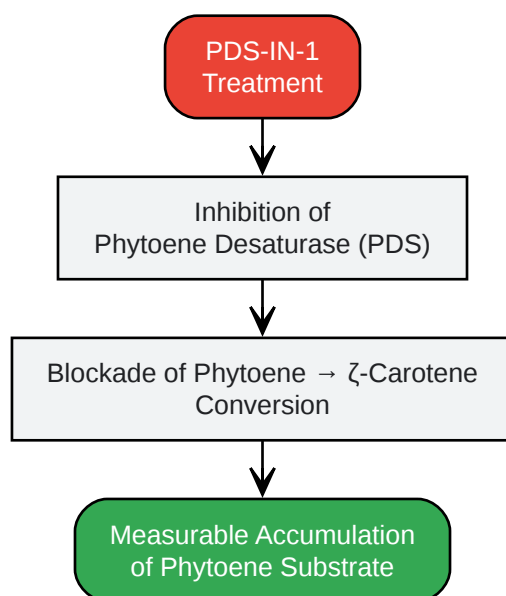 PDS-IN-1
Treatment
Inhibition of
Phytoene Desaturase (PDS)
Blockade of Phytoene → ζ-Carotene
Conversion
Measurable Accumulation
of Phytoene Substrate